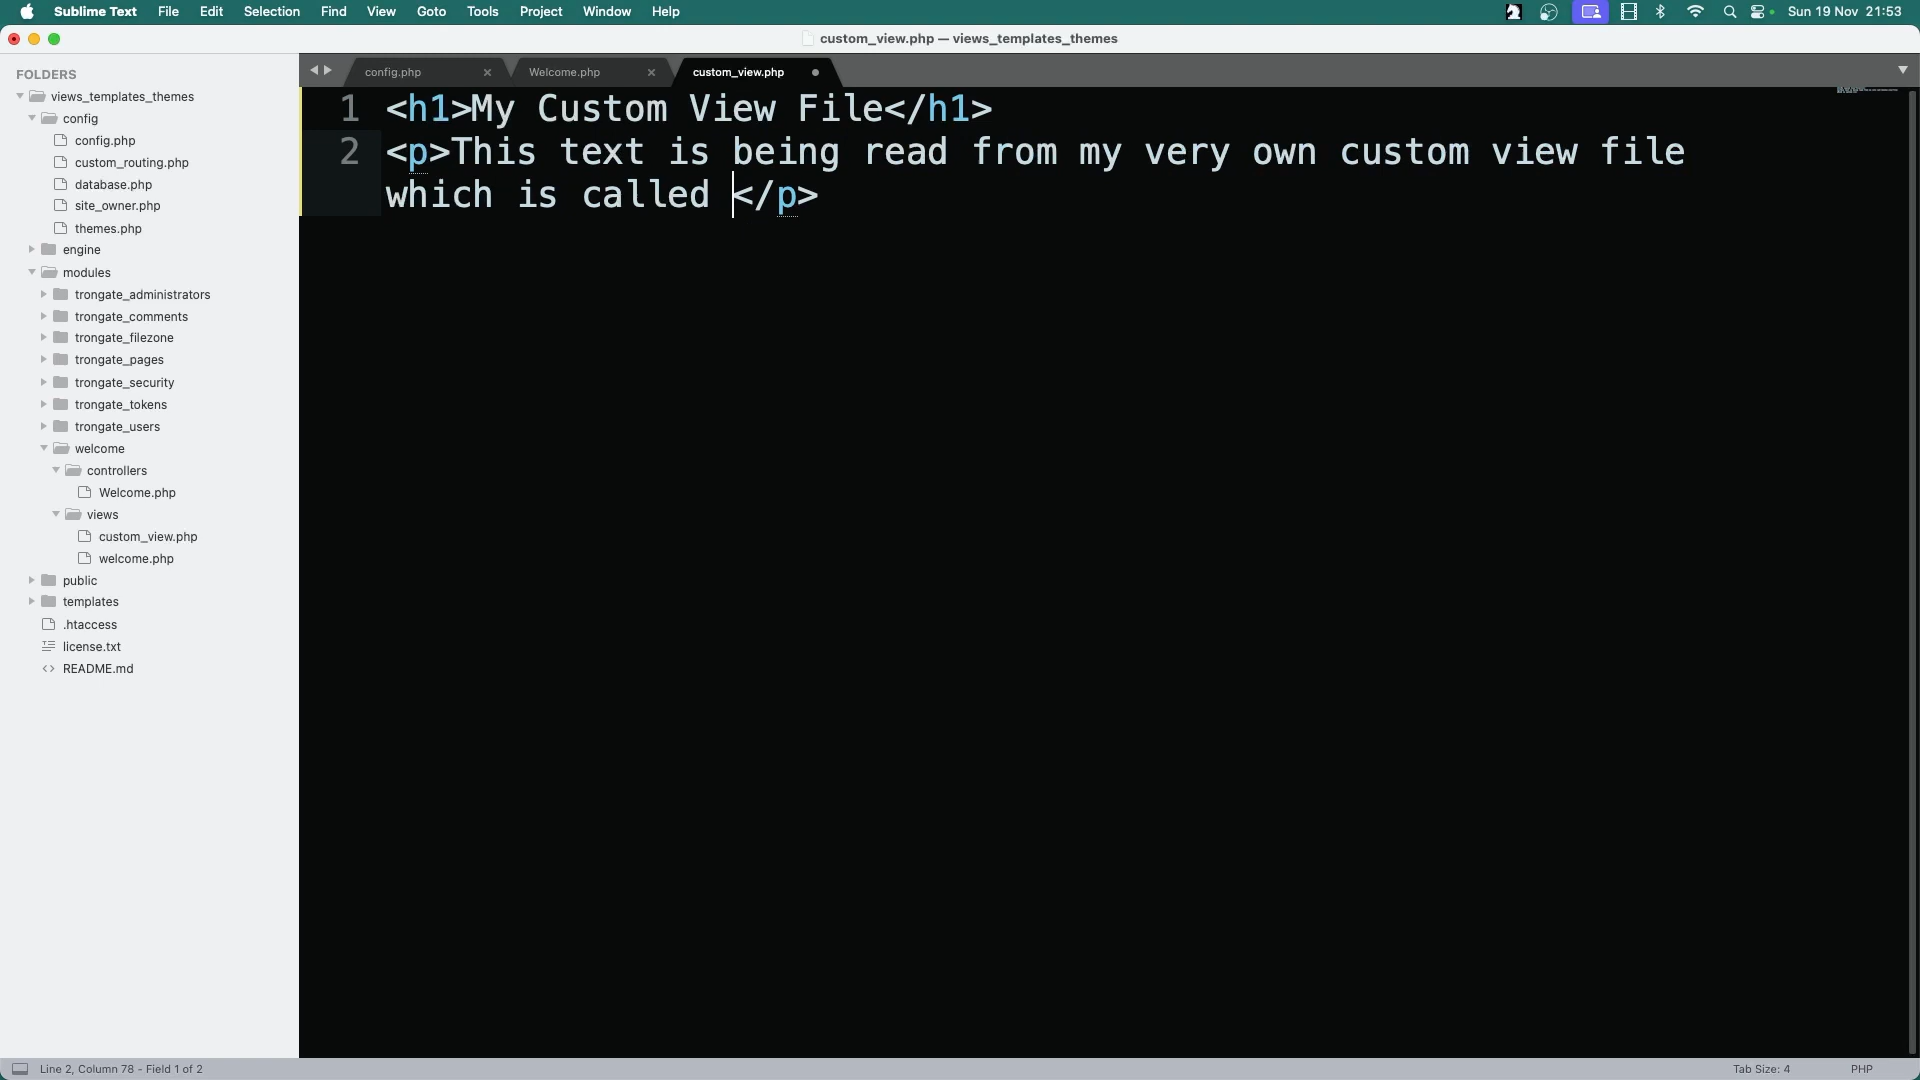 Sublime Text File Edit Selection Find View Goto Tools Project Window Help Sun 19 Nov 21:53
custom_view.php — views_templates_themes
FOLDERS
views_templates_themes
config
config.php
custom_routing.php
database.php
site_owner.php
themes.php
engine
modules
trongate_administrators
trongate_comments
trongate_filezone
trongate_pages
trongate_security
trongate_tokens
trongate_users
welcome
controllers
Welcome.php
views
custom_view.php
welcome.php
public
templates
.htaccess
license.txt
README.md
config.php Welcome.php custom_view.php
1 <h1>My Custom View File</h1>
2 <p>This text is being read from my very own custom view file
which is called </p>
Line 2, Column 78 - Field 1 of 2 Tab Size: 4 PHP